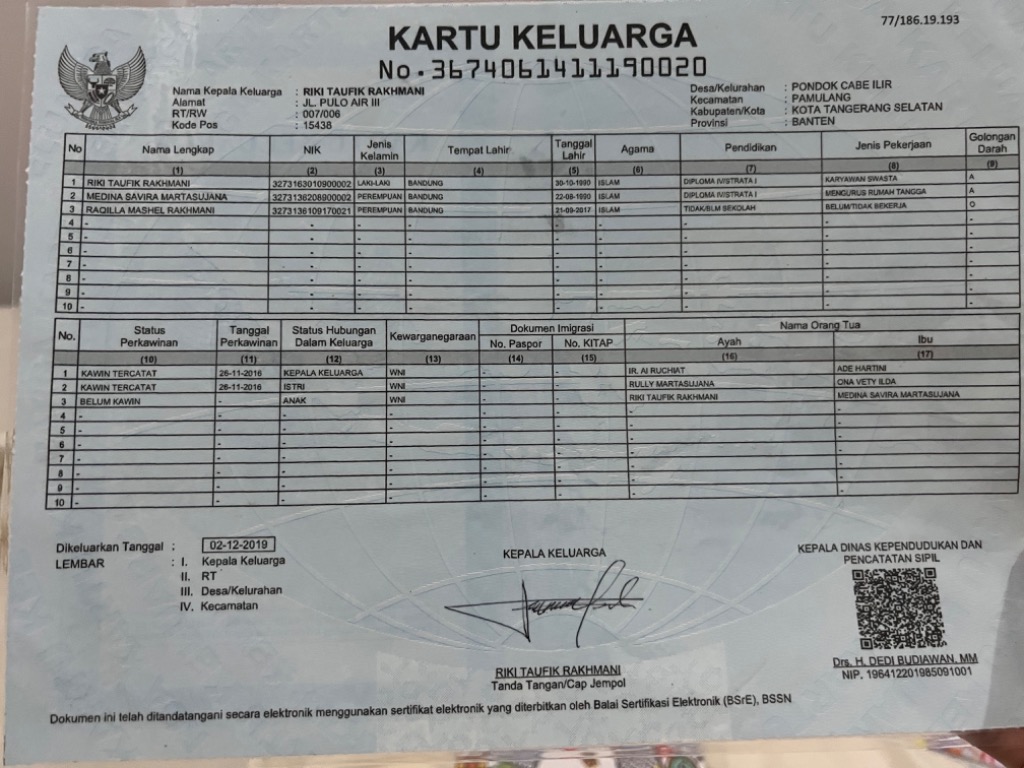 77/186.19.193
KARTU KELUARGA
No.3674061411190020
Nama Kepala Keluarga : RIKI TAUFIK RAKHMANI
Alamat : JL. PULO AIR III
RT/RW : 007/006
Kode Pos : 15438
Desa/Kelurahan : PONDOK CABE ILIR
Kecamatan : PAMULANG
Kabupaten/Kota : KOTA TANGERANG SELATAN
Provinsi : BANTEN
No Nama Lengkap NIK Jenis Kelamin Tempat Lahir Tanggal Lahir Agama Pendidikan Jenis Pekerjaan Golongan Darah
(1) (2) (3) (4) (5) (6) (7) (8) (9)
1 RIKI TAUFIK RAKHMANI 3273163010900002 LAKI-LAKI BANDUNG 30-10-1990 ISLAM DIPLOMA IV/STRATA I KARYAWAN SWASTA A
2 MEDINA SAVIRA MARTASUJANA 3273136208900002 PEREMPUAN BANDUNG 22-08-1990 ISLAM DIPLOMA IV/STRATA I MENGURUS RUMAH TANGGA A
3 RAQILLA MASHEL RAKHMANI 3273136109170021 PEREMPUAN BANDUNG 21-09-2017 ISLAM TIDAK/BLM SEKOLAH BELUM/TIDAK BEKERJA O
4 - - - - - - - - -
5 - - - - - - - - -
6 - - - - - - - - -
7 - - - - - - - - -
8 - - - - - - - - -
9 - - - - - - - - -
10 - - - - - - - - -
No. Status Perkawinan Tanggal Perkawinan Status Hubungan Dalam Keluarga Kewarganegaraan Dokumen Imigrasi Nama Orang Tua
No. Paspor No. KITAP Ayah Ibu
(10) (11) (12) (13) (14) (15) (16) (17)
1 KAWIN TERCATAT 26-11-2016 KEPALA KELUARGA WNI - - IR. AI RUCHIAT ADE HARTINI
2 KAWIN TERCATAT 26-11-2016 ISTRI WNI - - RULLY MARTASUJANA ONA VETY ILDA
3 BELUM KAWIN - ANAK WNI - - RIKI TAUFIK RAKHMANI MEDINA SAVIRA MARTASUJANA
4 - - - - - - - -
5 - - - - - - - -
6 - - - - - - - -
7 - - - - - - - -
8 - - - - - - - -
9 - - - - - - - -
10 - - - - - - - -
Dikeluarkan Tanggal : 02-12-2019
LEMBAR : I. Kepala Keluarga
II. RT
III. Desa/Kelurahan
IV. Kecamatan
KEPALA KELUARGA
RIKI TAUFIK RAKHMANI
Tanda Tangan/Cap Jempol
KEPALA DINAS KEPENDUDUKAN DAN
PENCATATAN SIPIL
Drs. H. DEDI BUDIAWAN, MM
NIP. 196412201985091001
Dokumen ini telah ditandatangani secara elektronik menggunakan sertifikat elektronik yang diterbitkan oleh Balai Sertifikasi Elektronik (BSrE), BSSN